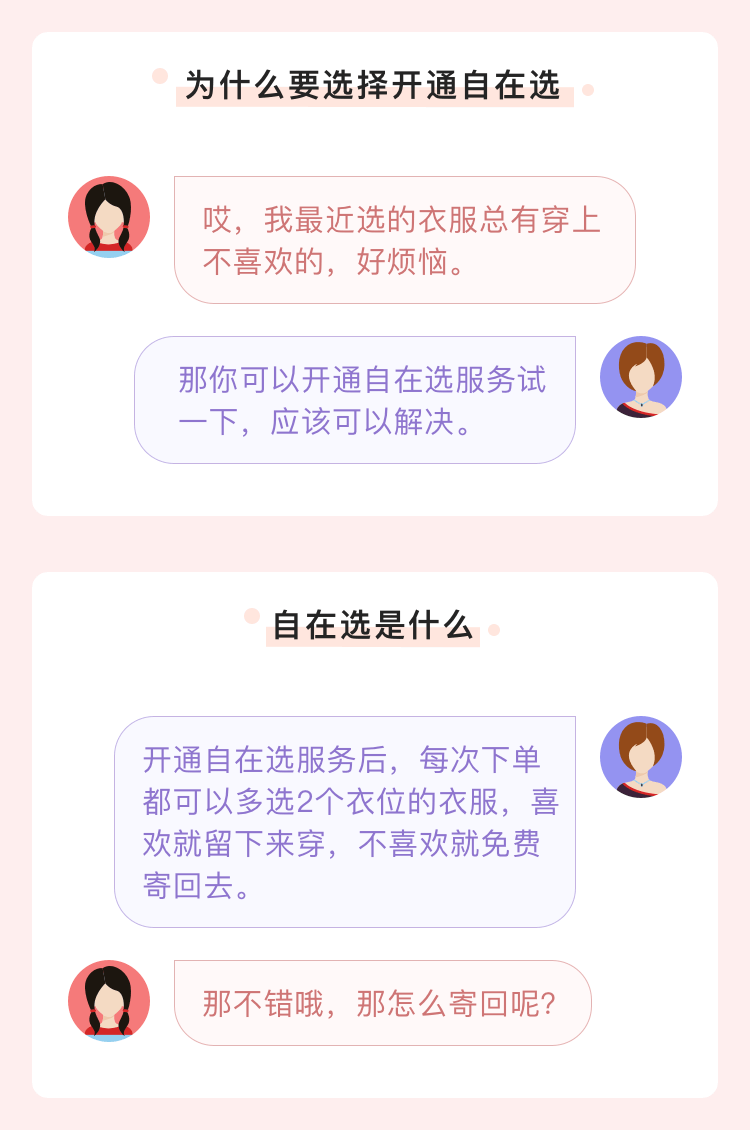 为什么要选择开通自在选
哎，我最近选的衣服总有穿上
不喜欢的，好烦恼。
那你可以开通自在选服务试
一下，应该可以解决。
自在选是什么
开通自在选服务后，每次下单
都可以多选2个衣位的衣服，喜
欢就留下来穿，不喜欢就免费
寄回去。
那不错哦，那怎么寄回呢?